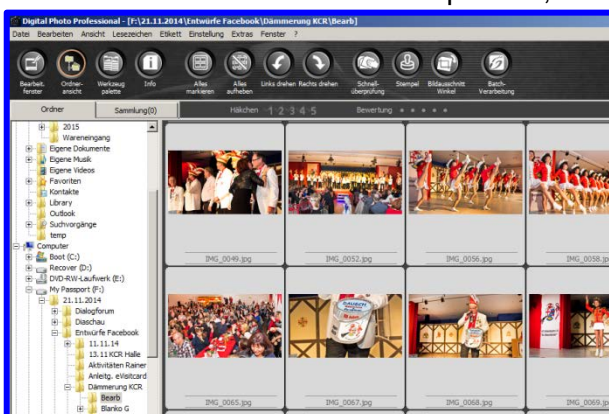 Digital Photo Professional - [F:\21.11.2014\Entwürfe Facebook\Dämmerung KCR\Bearb]
Datei Bearbeiten Ansicht Lesezeichen Etikett Einstellung Extras Fenster ?
Bearbeit. fenster
Ordner- ansicht
Werkzeug palette
Info
Alles markieren
Alles aufheben
Links drehen Rechts drehen
Schnell- überprüfung
Stempel
Bildausschnitt Winkel
Batch- Verarbeitung
Ordner
Sammlung(0)
Häkchen 1 2 3 4 5
Bewertung
2015
Wareneingang
Eigene Dokumente
Eigene Musik
Eigene Videos
Favoriten
Kontakte
Library
Outlook
Suchvorgänge
temp
Computer
Boot (C:)
Recover (D:)
DVD-RW-Laufwerk (E:)
My Passport (F:)
21.11.2014
Dialogforum
Diaschau
Entwürfe Facebook
11.11.14
13.11 KCR Halle
Aktivitäten Rainer
Anleitg. eVisitcard
Dämmerung KCR
Bearb
Blanko G
IMG_0049.jpg
IMG_0052.jpg
IMG_0056.jpg
IMG_0058.jp
IMG_0065.jpg
IMG_0067.jpg
IMG_0068.jpg
IMG_0069.jp